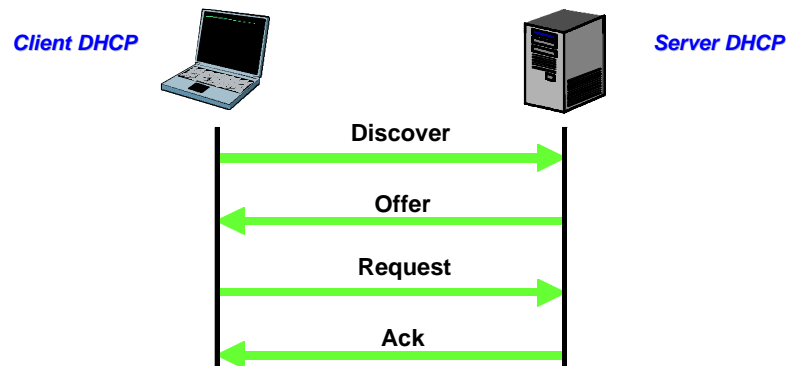 Client DHCP
Server DHCP
Discover
Offer
Request
Ack